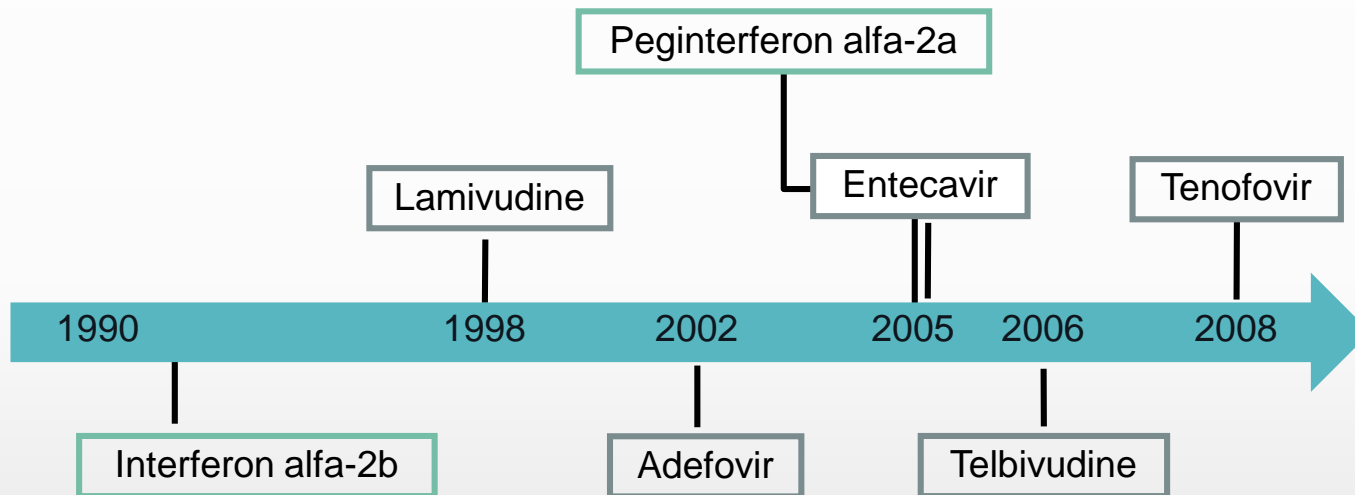 Peginterferon alfa-2a
Lamivudine
Entecavir
Tenofovir
1990 1998 2002 2005 2006 2008
Interferon alfa-2b
Adefovir
Telbivudine